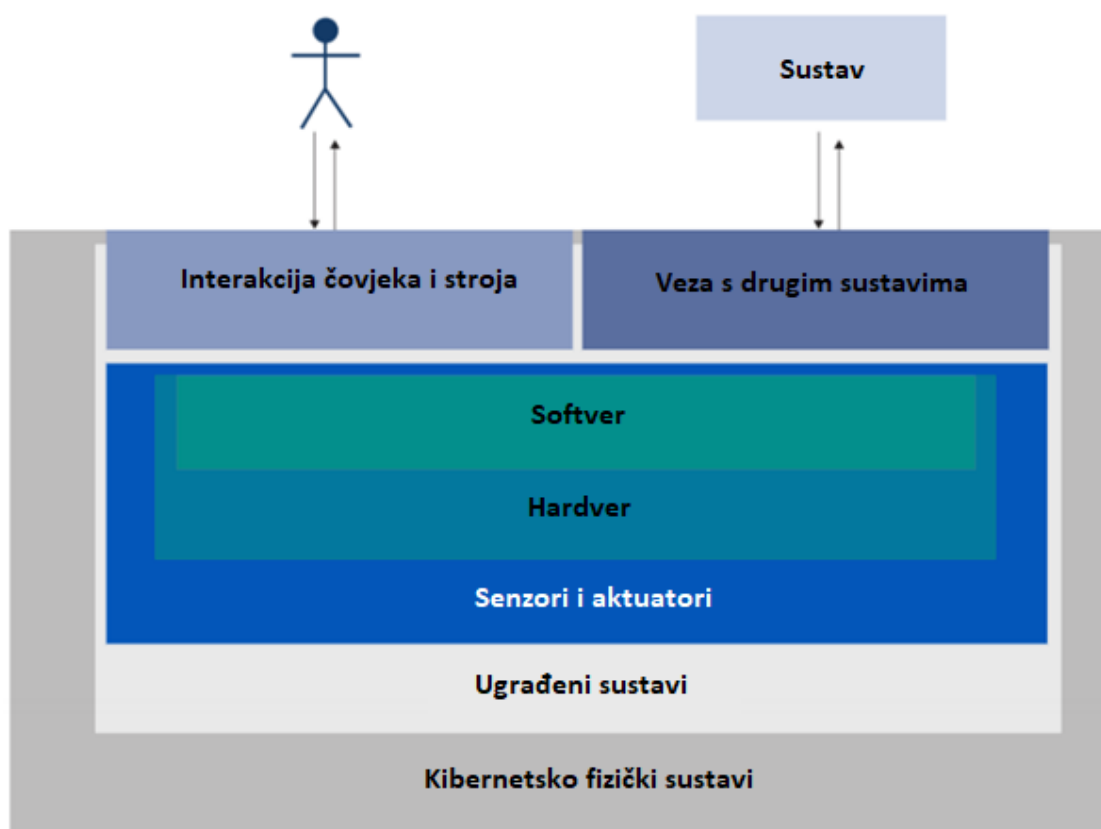 Sustav
Interakcija čovjeka i stroja
Veza s drugim sustavima
Softver
Hardver
Senzori i aktuatori
Ugrađeni sustavi
Kibernetsko fizički sustavi